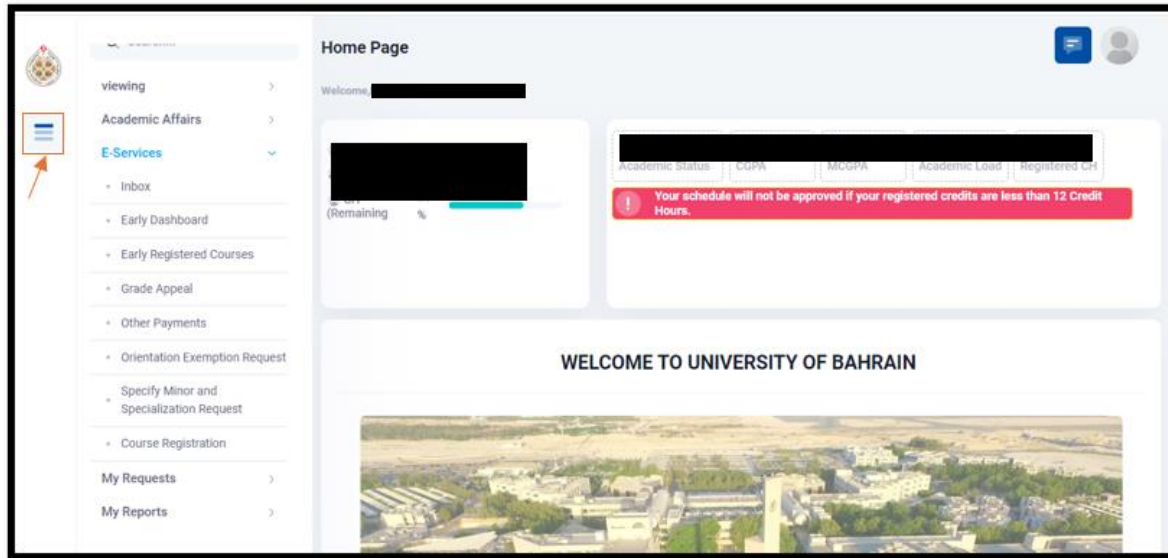 Home Page
Welcome,
viewing
Academic Affairs
E-Services
Inbox
Early Dashboard
Early Registered Courses
Grade Appeal
Other Payments
Orientation Exemption Request
Specify Minor and
Specialization Request
Course Registration
My Requests
My Reports
(Remaining %
Academic Status CGPA MCGPA Academic Load Registered CH
! Your schedule will not be approved if your registered credits are less than 12 Credit
Hours.
WELCOME TO UNIVERSITY OF BAHRAIN